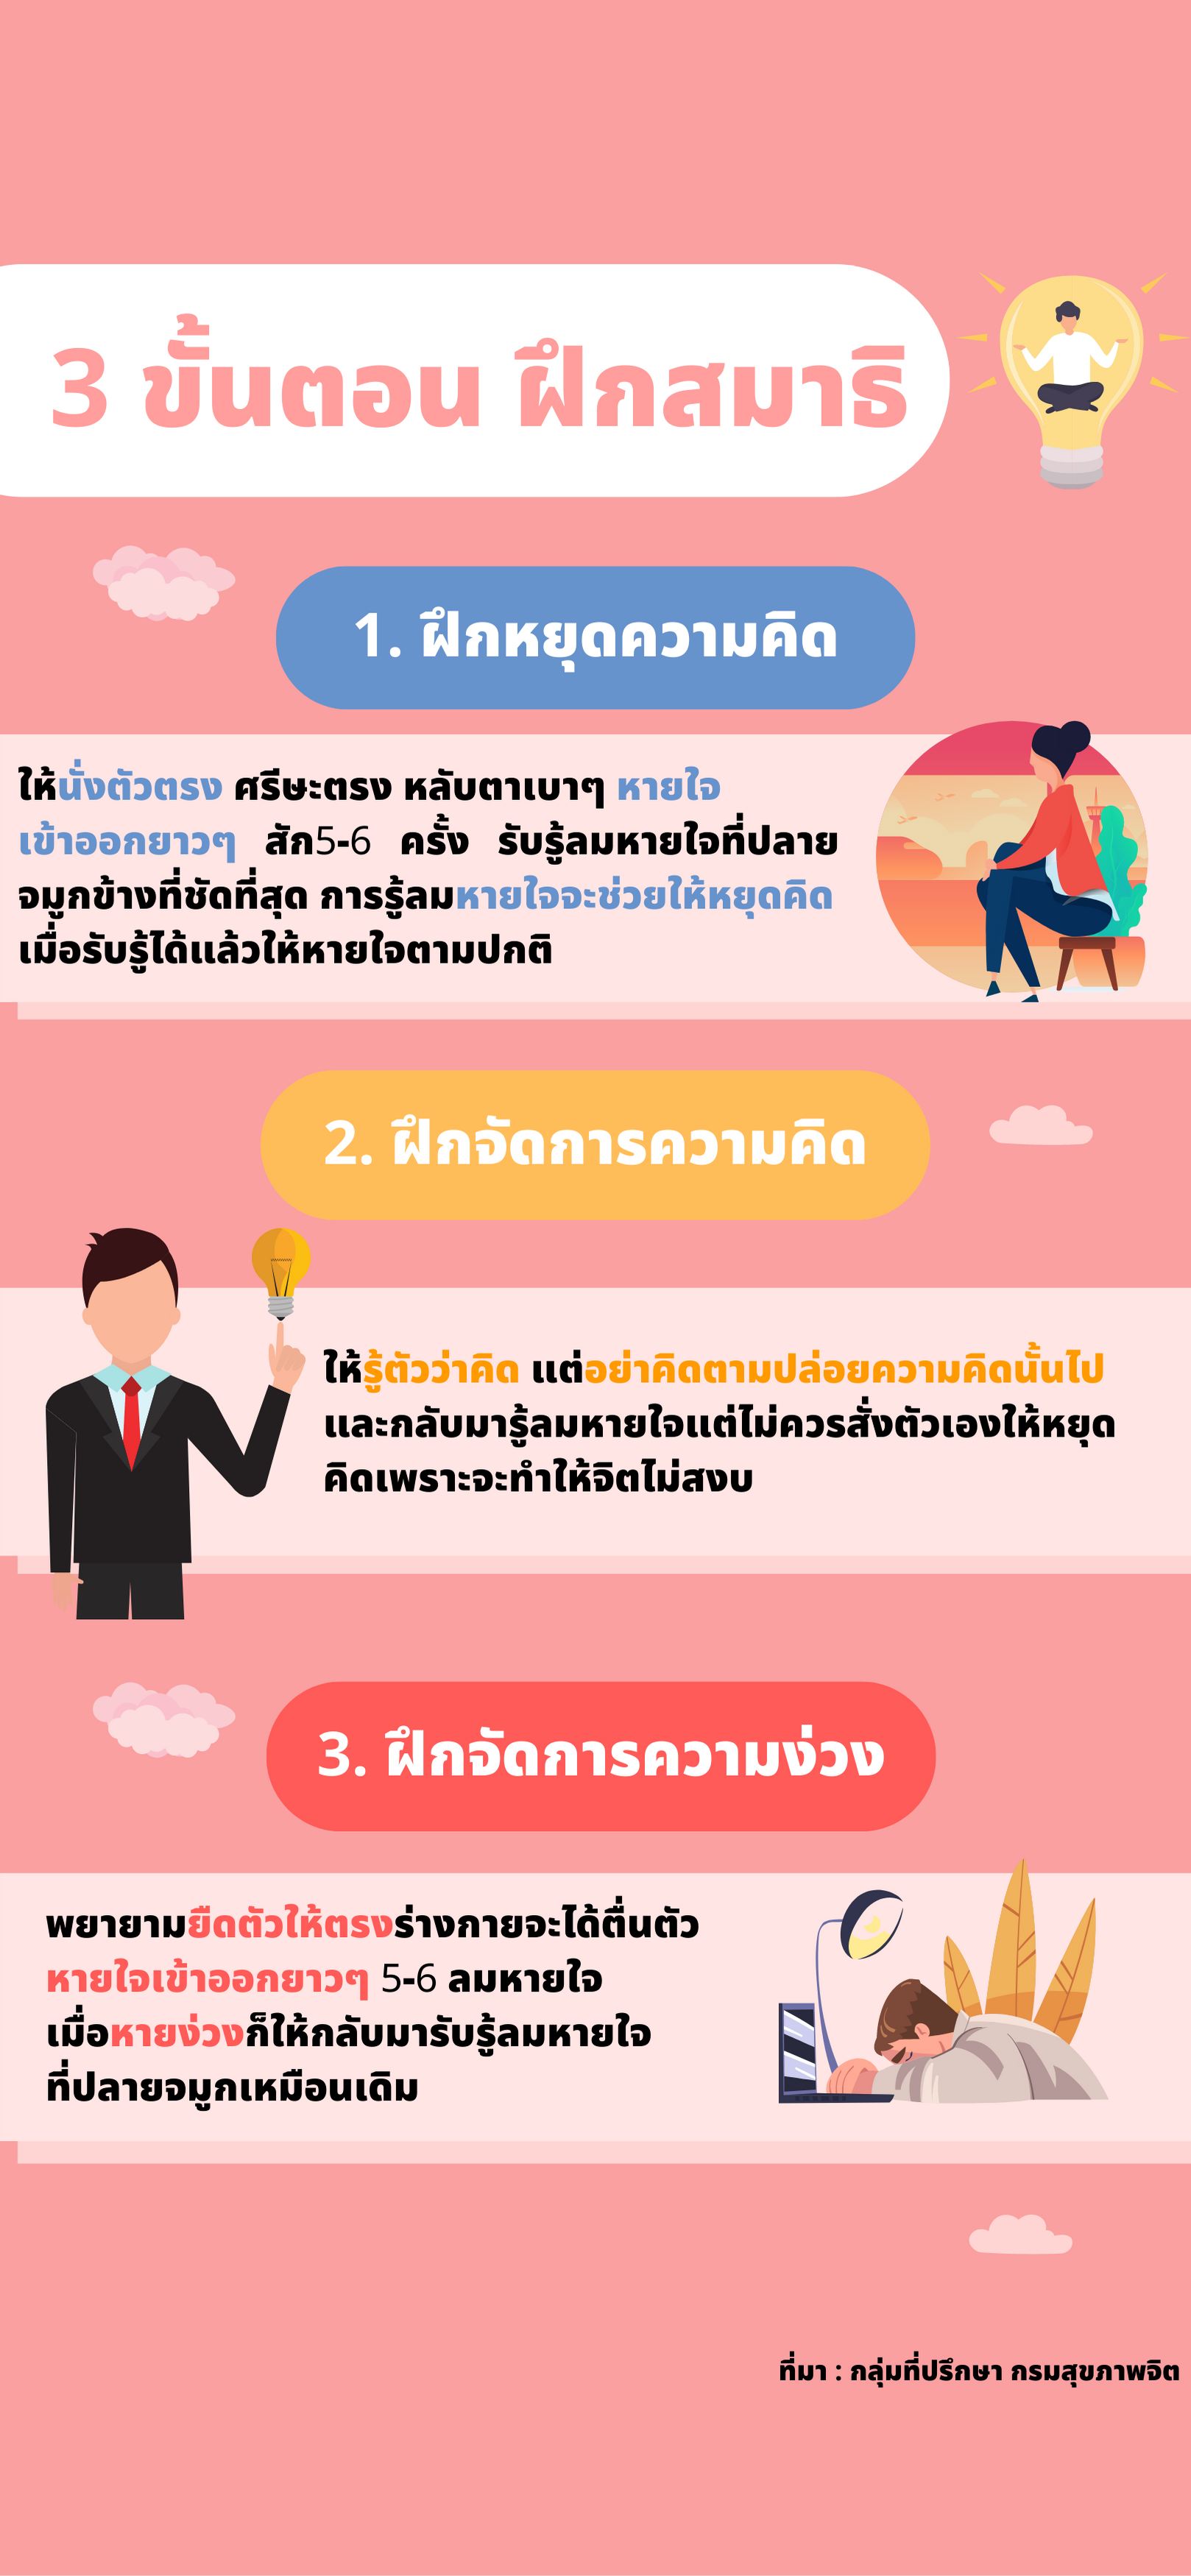 3 ขั้นตอน ฝึกสมาธิ
1. ฝึกหยุดความคิด
ให้นั่งตัวตรง ศรีษะตรง หลับตาเบาๆ หายใจ
เข้าออกยาวๆ สัก5-6 ครั้ง รับรู้ลมหายใจที่ปลาย
จมูกข้างที่ชัดที่สุด การรู้ลมหายใจจะช่วยให้หยุดคิด
เมื่อรับรู้ได้แล้วให้หายใจตามปกติ
2. ฝึกจัดการความคิด
ให้รู้ตัวว่าคิด แต่อย่าคิดตามปล่อยความคิดนั้นไป
และกลับมารู้ลมหายใจแต่ไม่ควรสั่งตัวเองให้หยุด
คิดเพราะจะทำให้จิตไม่สงบ
3. ฝึกจัดการความง่วง
พยายามยืดตัวให้ตรงร่างกายจะได้ตื่นตัว
หายใจเข้าออกยาวๆ 5-6 ลมหายใจ
เมื่อหายง่วงก็ให้กลับมารับรู้ลมหายใจ
ที่ปลายจมูกเหมือนเดิม
ที่มา : กลุ่มที่ปรึกษา กรมสุขภาพจิต